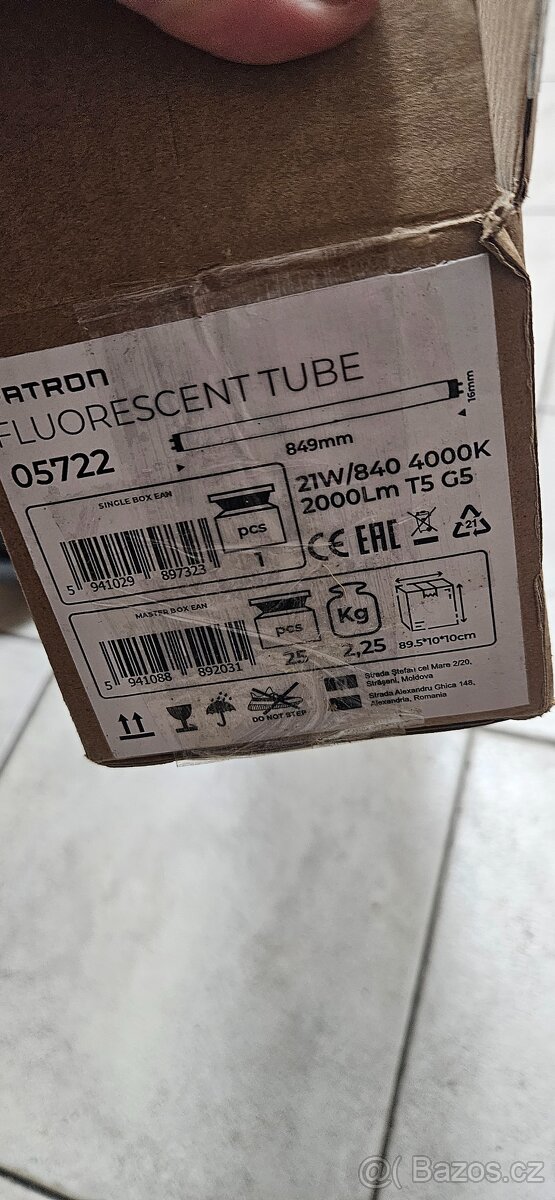 ATRON
FLUORESCENT TUBE
16mm
849mm
05722
21W/840 4000K
2000Lm T5 G5
SINGLE BOX EAN
pcs
1
5 941029 897323
CE EAC
21
MASTER BOX EAN
pcs
25
Kg
2,25
89.5*10*10cm
5 941088 892031
DO NOT STEP
Strada Ștefan cel Mare 2/20,
Strășeni, Moldova
Strada Alexandru Ghica 148,
Alexandria, Romania
@( Bazos.cz